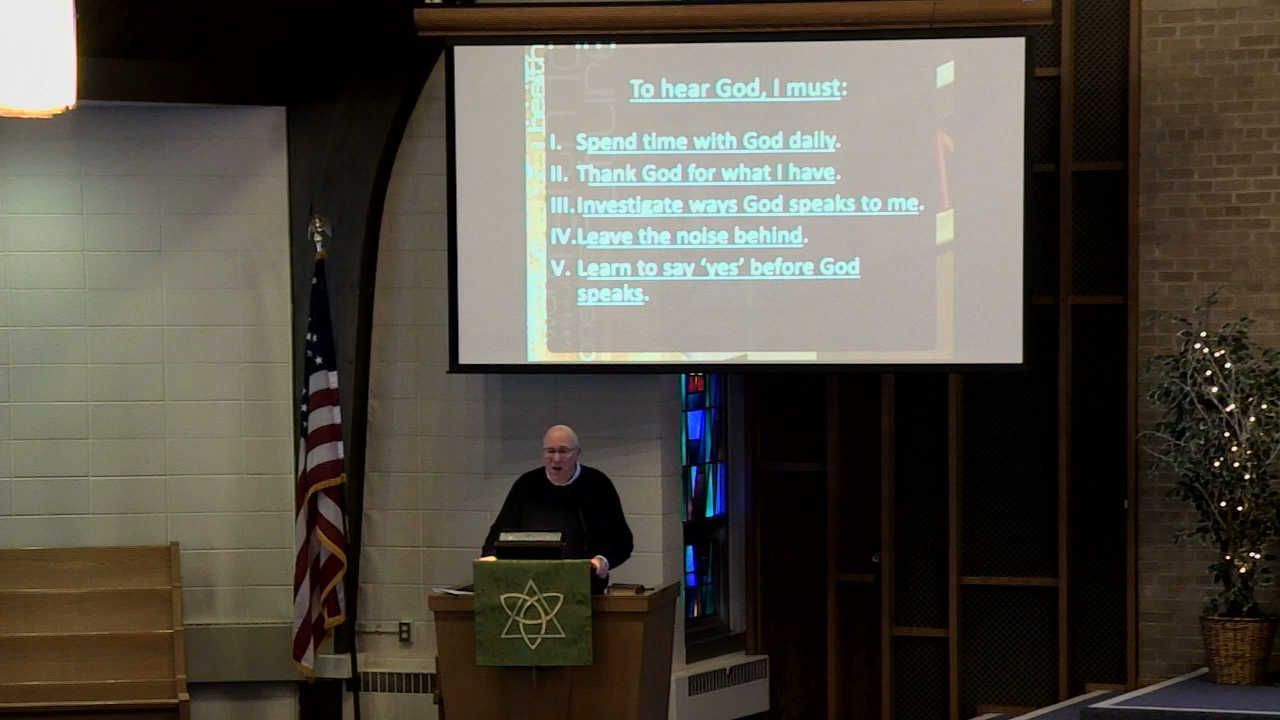 To hear God, I must:
I. Spend time with God daily.
II. Thank God for what I have.
III. Investigate ways God speaks to me.
IV. Leave the noise behind.
V. Learn to say ‘yes’ before God
speaks.
health